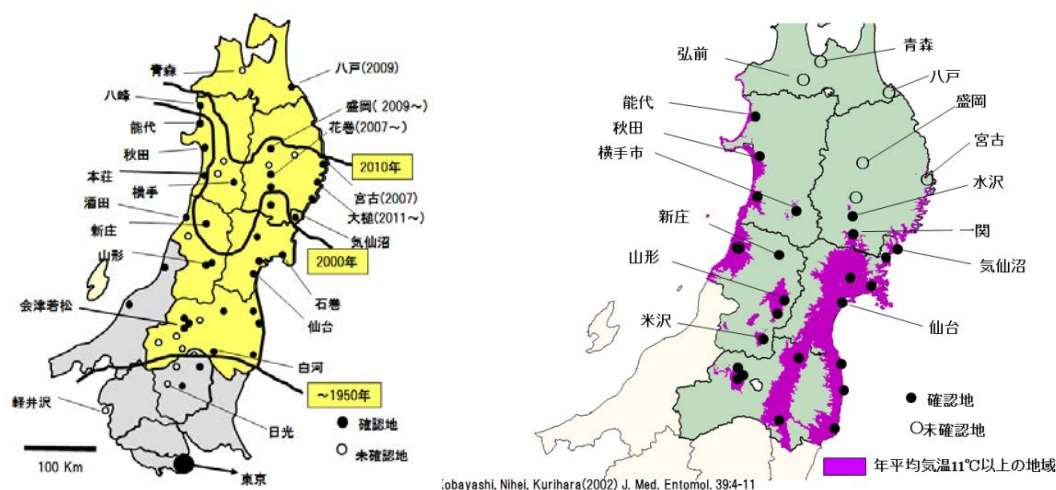 青森
八戸(2009)
八峰
盛岡( 2009～)
花巻(2007～)
能代
秋田
2010年
本荘
横手
宮古(2007)
酒田
大槌(2011～)
新庄
気仙沼
山形
2000年
石巻
会津若松
仙台
白河
～1950年
軽井沢
日光
確認地
未確認地
100 Km
東京
青森
弘前
八戸
能代
盛岡
秋田
宮古
横手市
水沢
新庄
一関
気仙沼
山形
米沢
仙台
確認地
未確認地
年平均気温11℃以上の地域
obayashi, Nihei, Kurihara(2002) J. Med. Entomol. 39:4-11